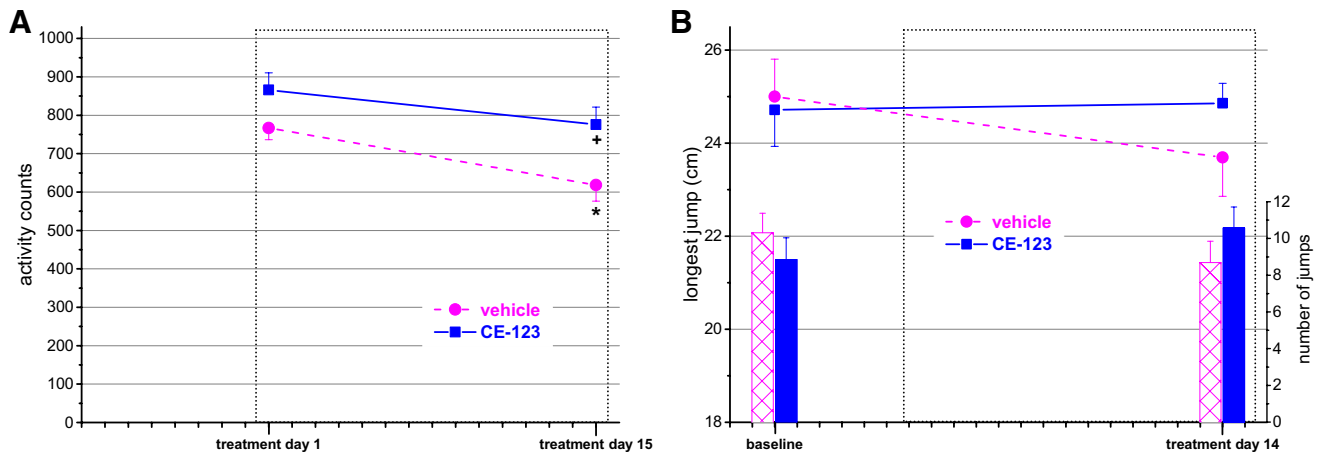 A
1000
900
800
700
600
500
400
300
200
100
0
activity counts
+
*
vehicle
CE-123
treatment day 1
treatment day 15
B
26
24
22
20
18
longest jump (cm)
vehicle
CE-123
12
10
8
6
4
2
0
number of jumps
baseline
treatment day 14